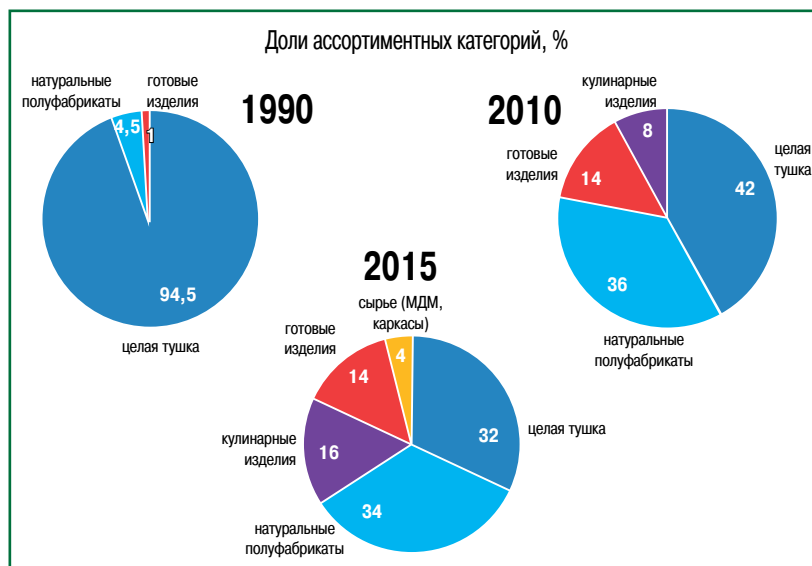 Доли ассортиментных категорий, %
1990
натуральные
полуфабрикаты
готовые
изделия
4,5
1
94,5
целая тушка
2010
кулинарные
изделия
8
готовые
изделия
14
целая
тушка
42
36
натуральные
полуфабрикаты
2015
сырье (МДМ,
каркасы)
4
готовые
изделия
14
32
целая тушка
кулинарные
изделия
16
34
натуральные
полуфабрикаты